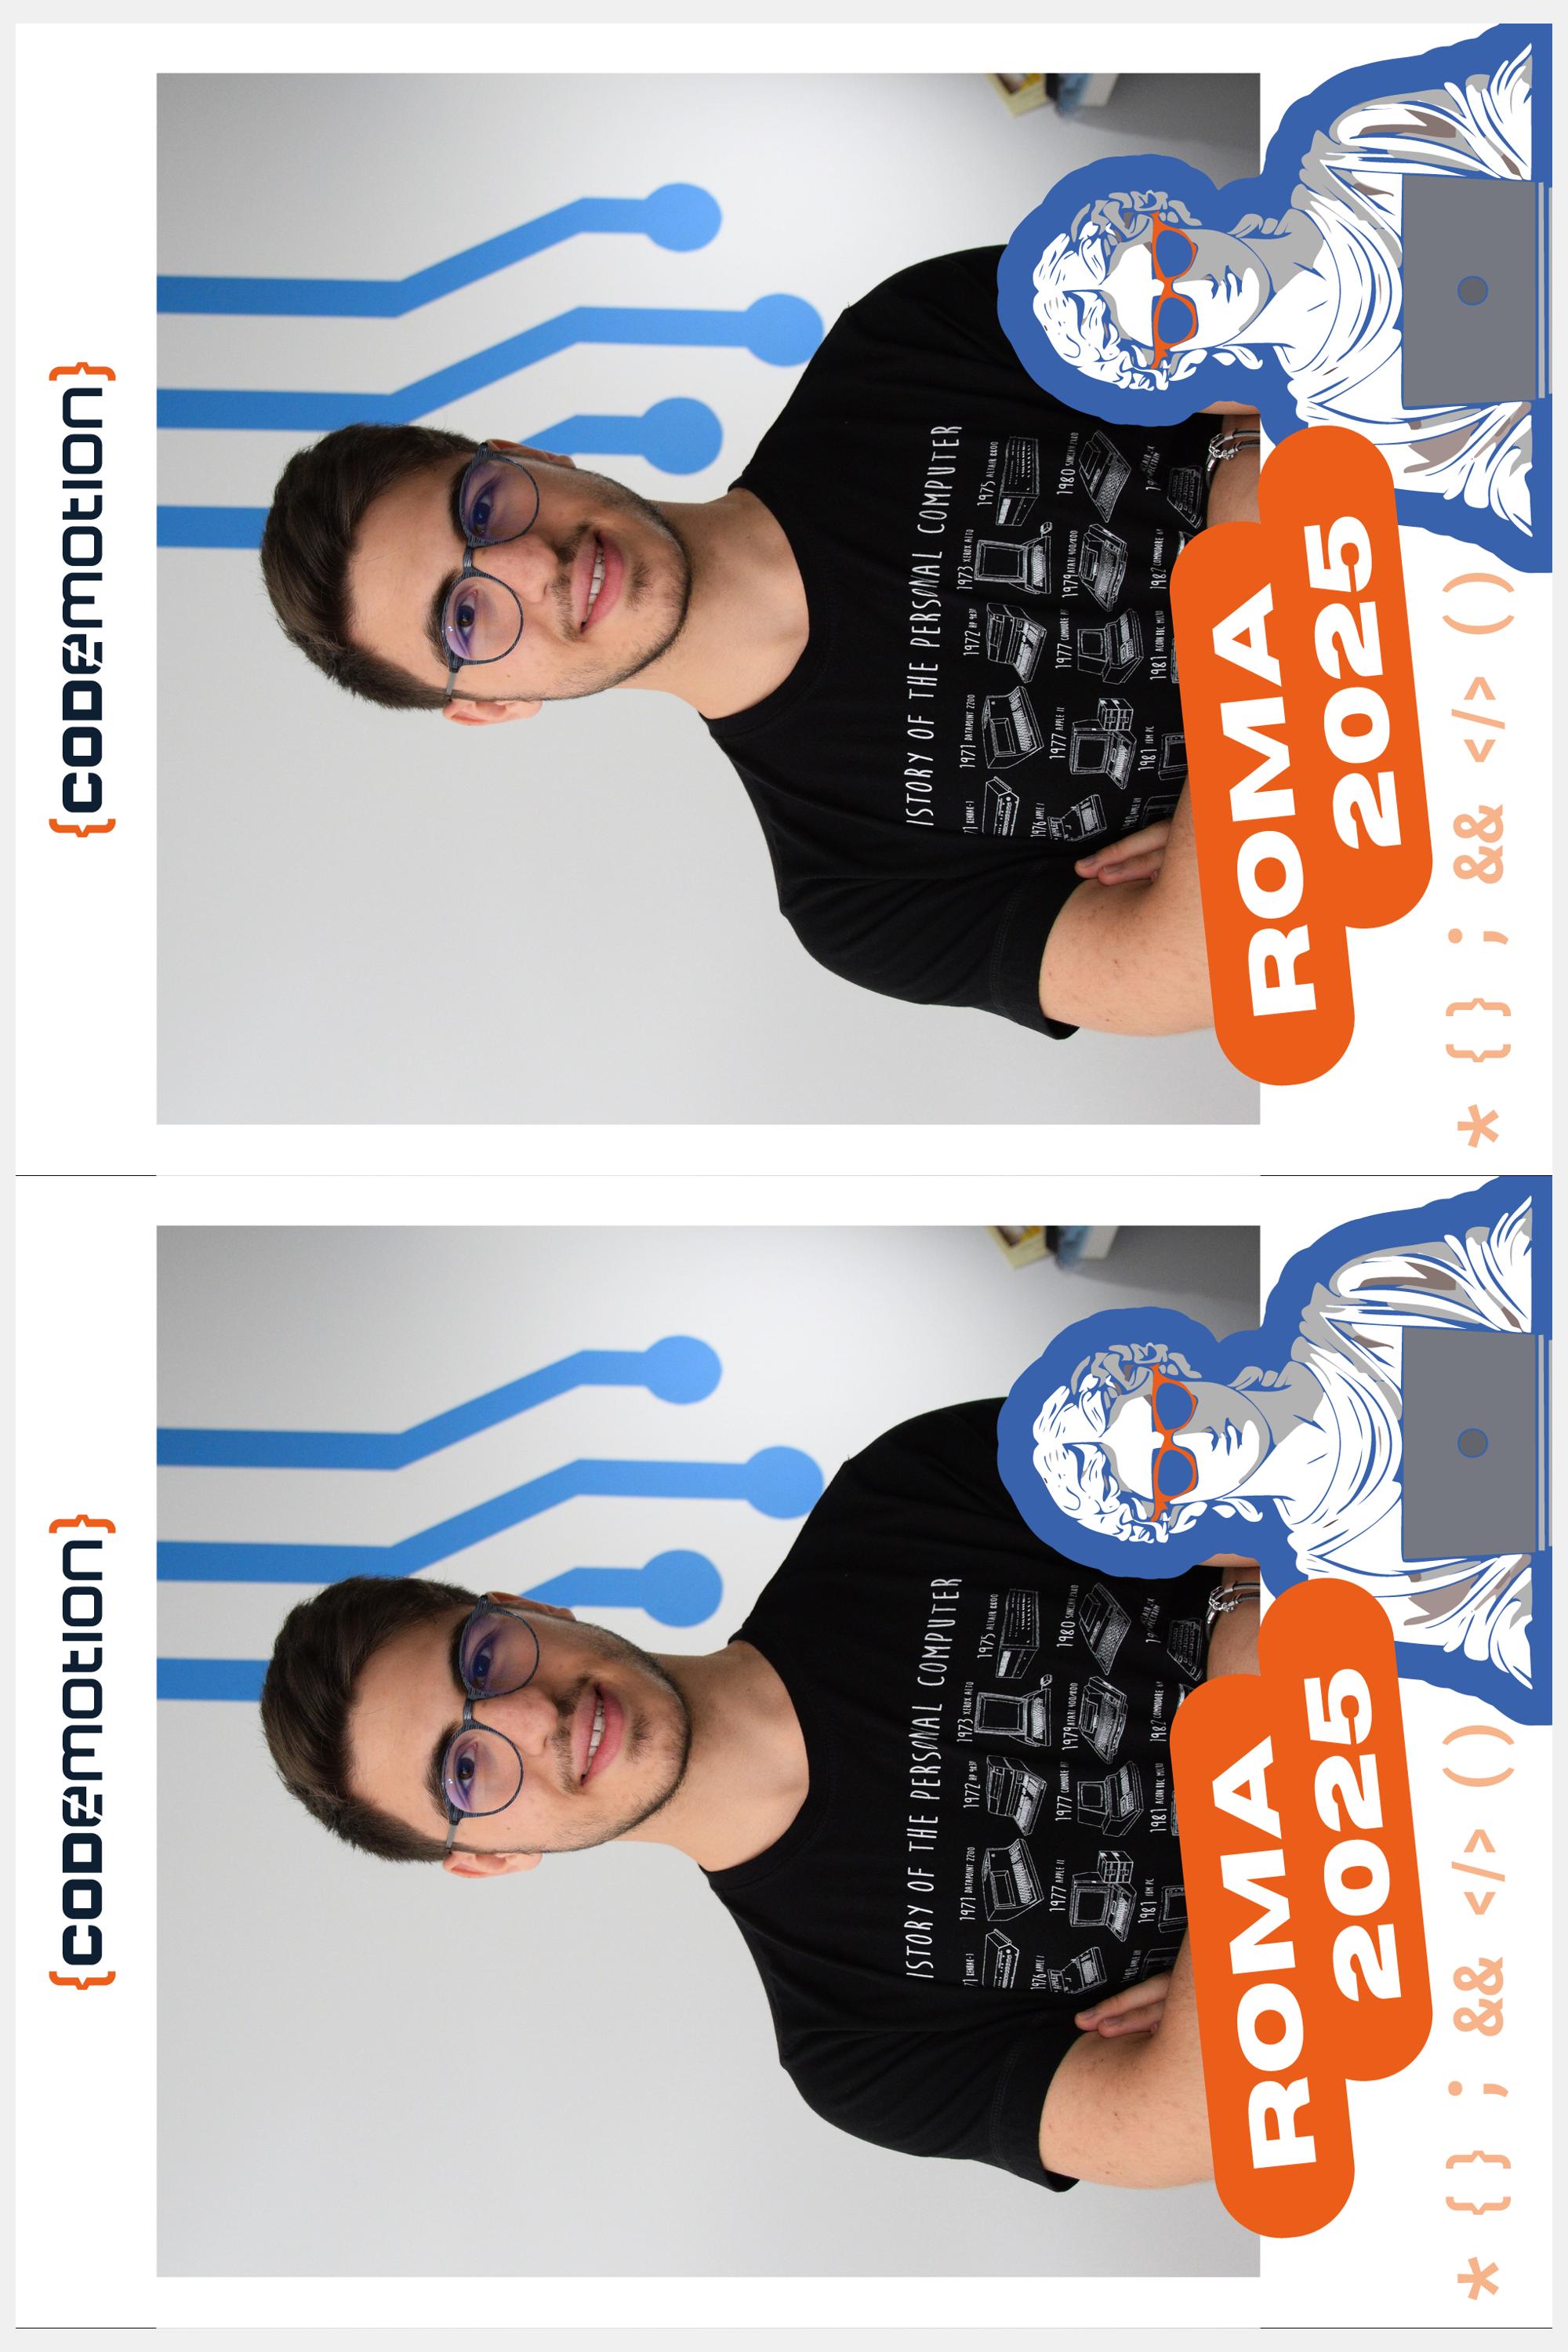 {CODEMOTION}
ISTORY OF THE PERSONAL COMPUTER
1971 DATAPOINT 2200
1972 HP 9830
1973 XEROX ALTO
1975 ALTAIR 8800
1976 APPLE I
1977 APPLE II
1977 COMMODORE
1979 ATARI 400/800
1980 SINCLAIR ZX80
1981 IBM PC
1981 ACORN BBC MICRO
1982 COMMODORE 64
ROMA
2025
* {} ; && </> ()
{CODEMOTION}
ISTORY OF THE PERSONAL COMPUTER
1971 DATAPOINT 2200
1972 HP 9830
1973 XEROX ALTO
1975 ALTAIR 8800
1976 APPLE I
1977 APPLE II
1977 COMMODORE
1979 ATARI 400/800
1980 SINCLAIR ZX80
1981 IBM PC
1981 ACORN BBC MICRO
1982 COMMODORE 64
ROMA
2025
* {} ; && </> ()